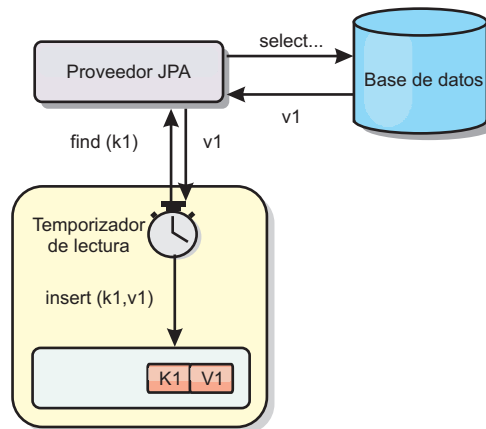 select...
Proveedor JPA
Base de datos
v1
find (k1)
v1
Temporizador
de lectura
insert (k1,v1)
K1 V1